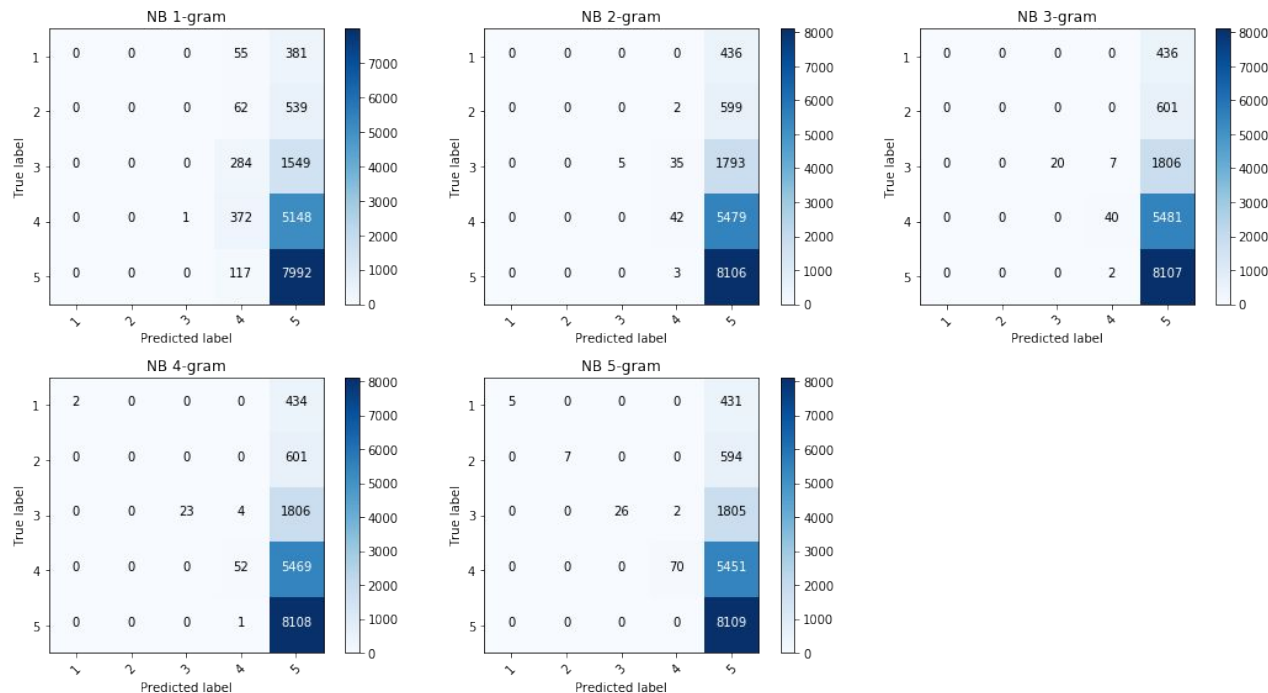 NB 1-gram
True label
1 0 0 0 55 381
2 0 0 0 62 539
3 0 0 0 284 1549
4 0 0 1 372 5148
5 0 0 0 117 7992
1 2 3 4 5
Predicted label
7000
6000
5000
4000
3000
2000
1000
0
NB 2-gram
True label
1 0 0 0 0 436
2 0 0 0 2 599
3 0 0 5 35 1793
4 0 0 0 42 5479
5 0 0 0 3 8106
1 2 3 4 5
Predicted label
8000
7000
6000
5000
4000
3000
2000
1000
0
NB 3-gram
True label
1 0 0 0 0 436
2 0 0 0 0 601
3 0 0 20 7 1806
4 0 0 0 40 5481
5 0 0 0 2 8107
1 2 3 4 5
Predicted label
8000
7000
6000
5000
4000
3000
2000
1000
0
NB 4-gram
True label
1 2 0 0 0 434
2 0 0 0 0 601
3 0 0 23 4 1806
4 0 0 0 52 5469
5 0 0 0 1 8108
1 2 3 4 5
Predicted label
8000
7000
6000
5000
4000
3000
2000
1000
0
NB 5-gram
True label
1 5 0 0 0 431
2 0 7 0 0 594
3 0 0 26 2 1805
4 0 0 0 70 5451
5 0 0 0 0 8109
1 2 3 4 5
Predicted label
8000
7000
6000
5000
4000
3000
2000
1000
0